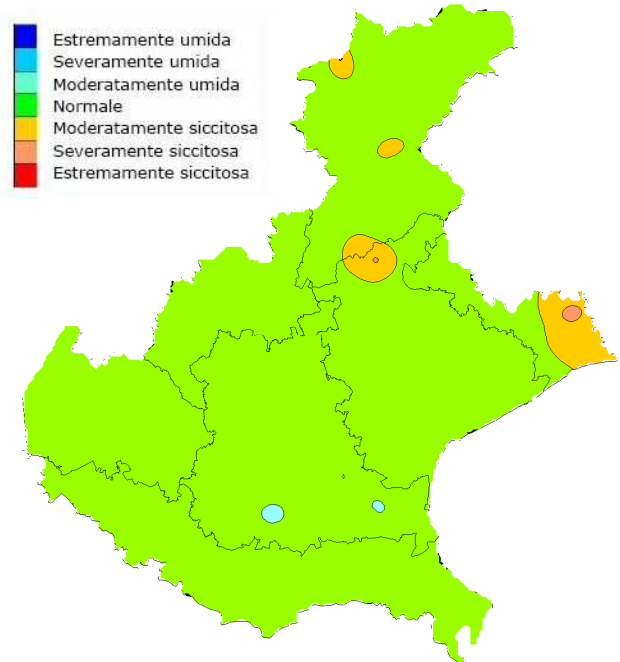 Estremamente umida
Severamente umida
Moderatamente umida
Normale
Moderatamente siccitosa
Severamente siccitosa
Estremamente siccitosa